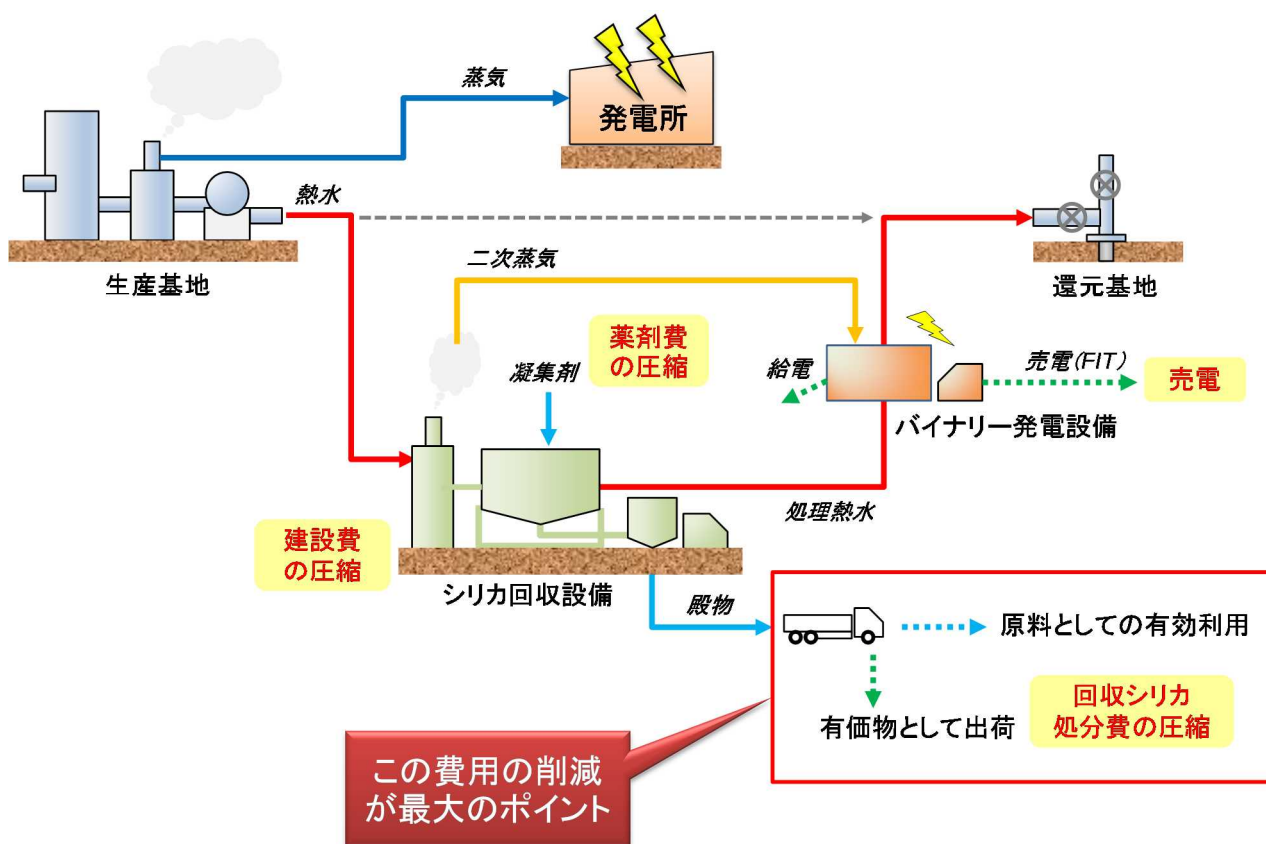 蒸気
発電所
熱水
生産基地
還元基地
二次蒸気
薬剤費
の圧縮
凝集剤
給電
売電(FIT)
売電
バイナリー発電設備
処理熱水
建設費
の圧縮
シリカ回収設備
殿物
原料としての有効利用
有価物として出荷
回収シリカ
処分費の圧縮
この費用の削減
が最大のポイント